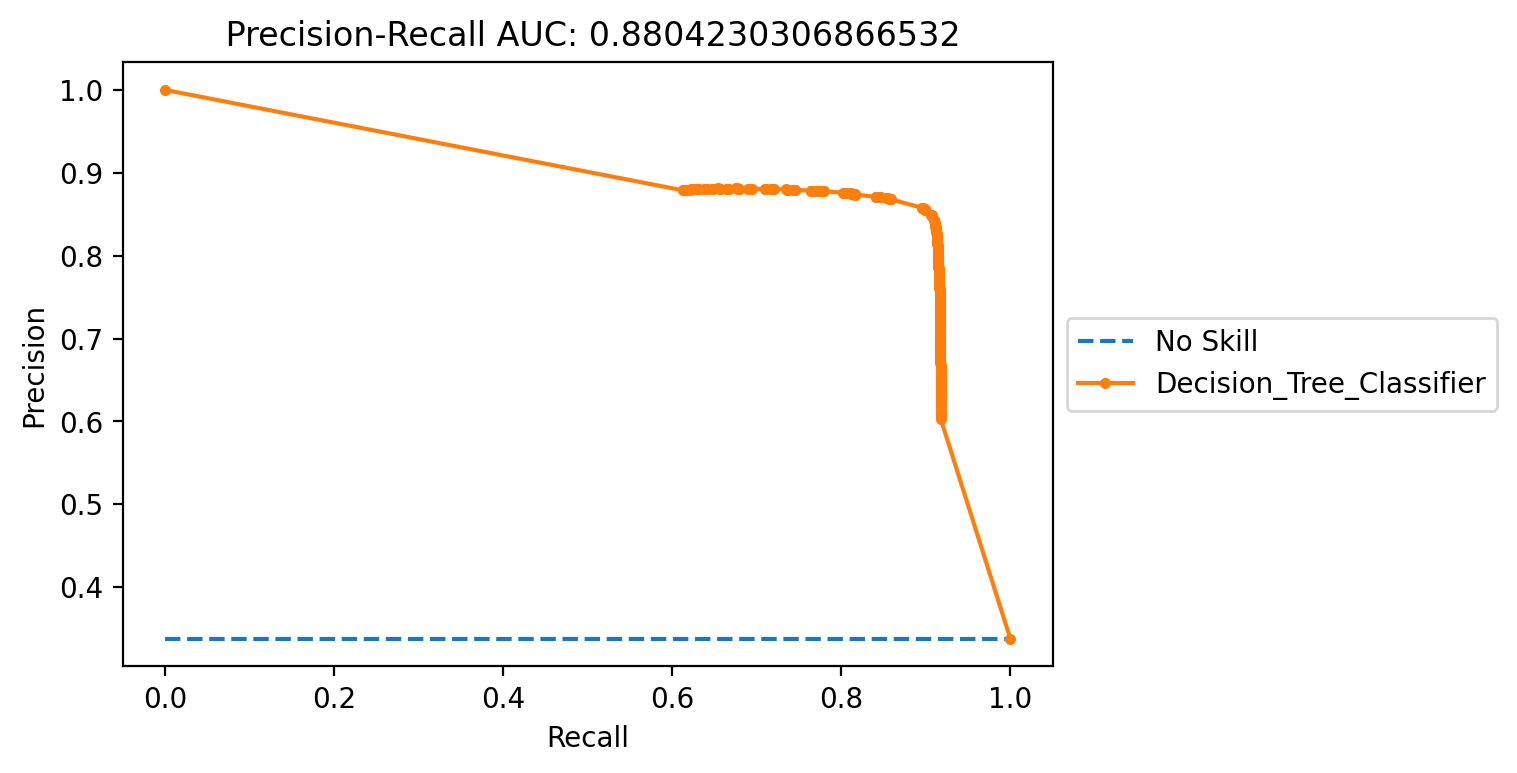 Precision-Recall AUC: 0.8804230306866532
1.0
0.9
0.8
0.7
0.6
0.5
0.4
Precision
0.0 0.2 0.4 0.6 0.8 1.0
Recall
No Skill
Decision_Tree_Classifier